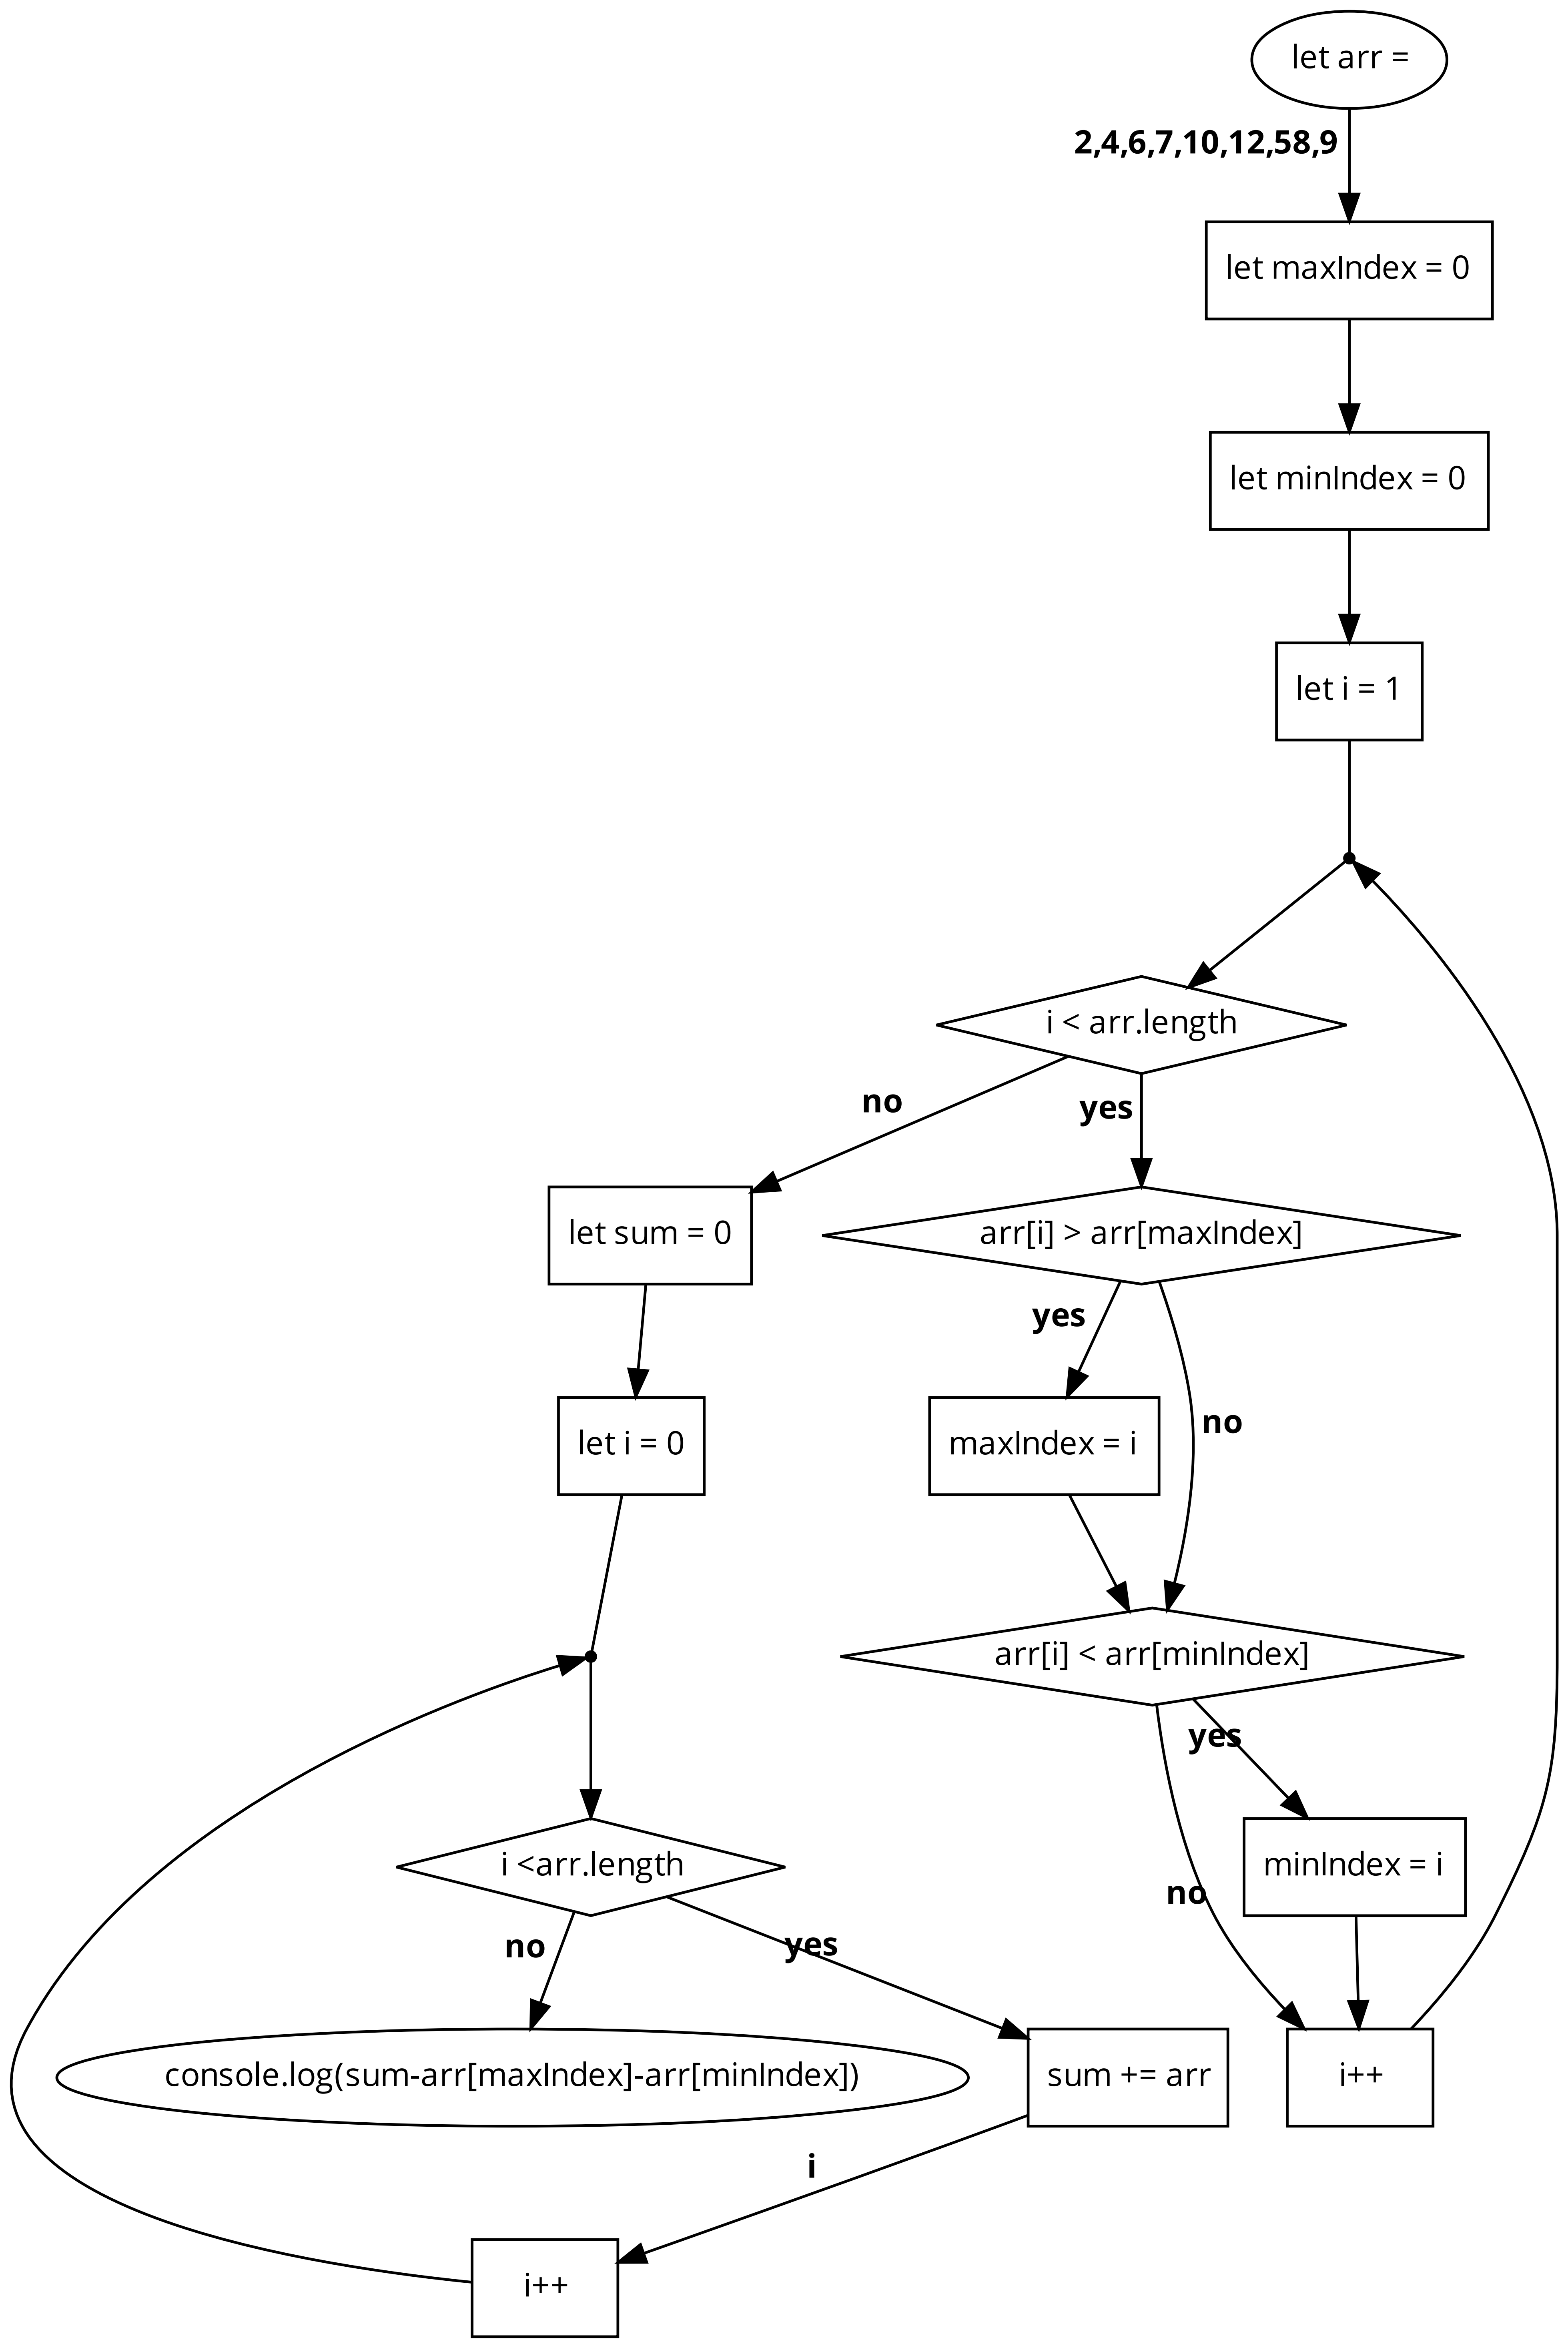 let arr =
2,4,6,7,10,12,58,9
let maxIndex = 0
let minIndex = 0
let i = 1
i < arr.length
no
yes
let sum = 0
arr[i] > arr[maxIndex]
yes
no
let i = 0
maxIndex = i
arr[i] < arr[minIndex]
yes
no
i <arr.length
minIndex = i
no
yes
console.log(sum-arr[maxIndex]-arr[minIndex])
sum += arr
i++
i
i++